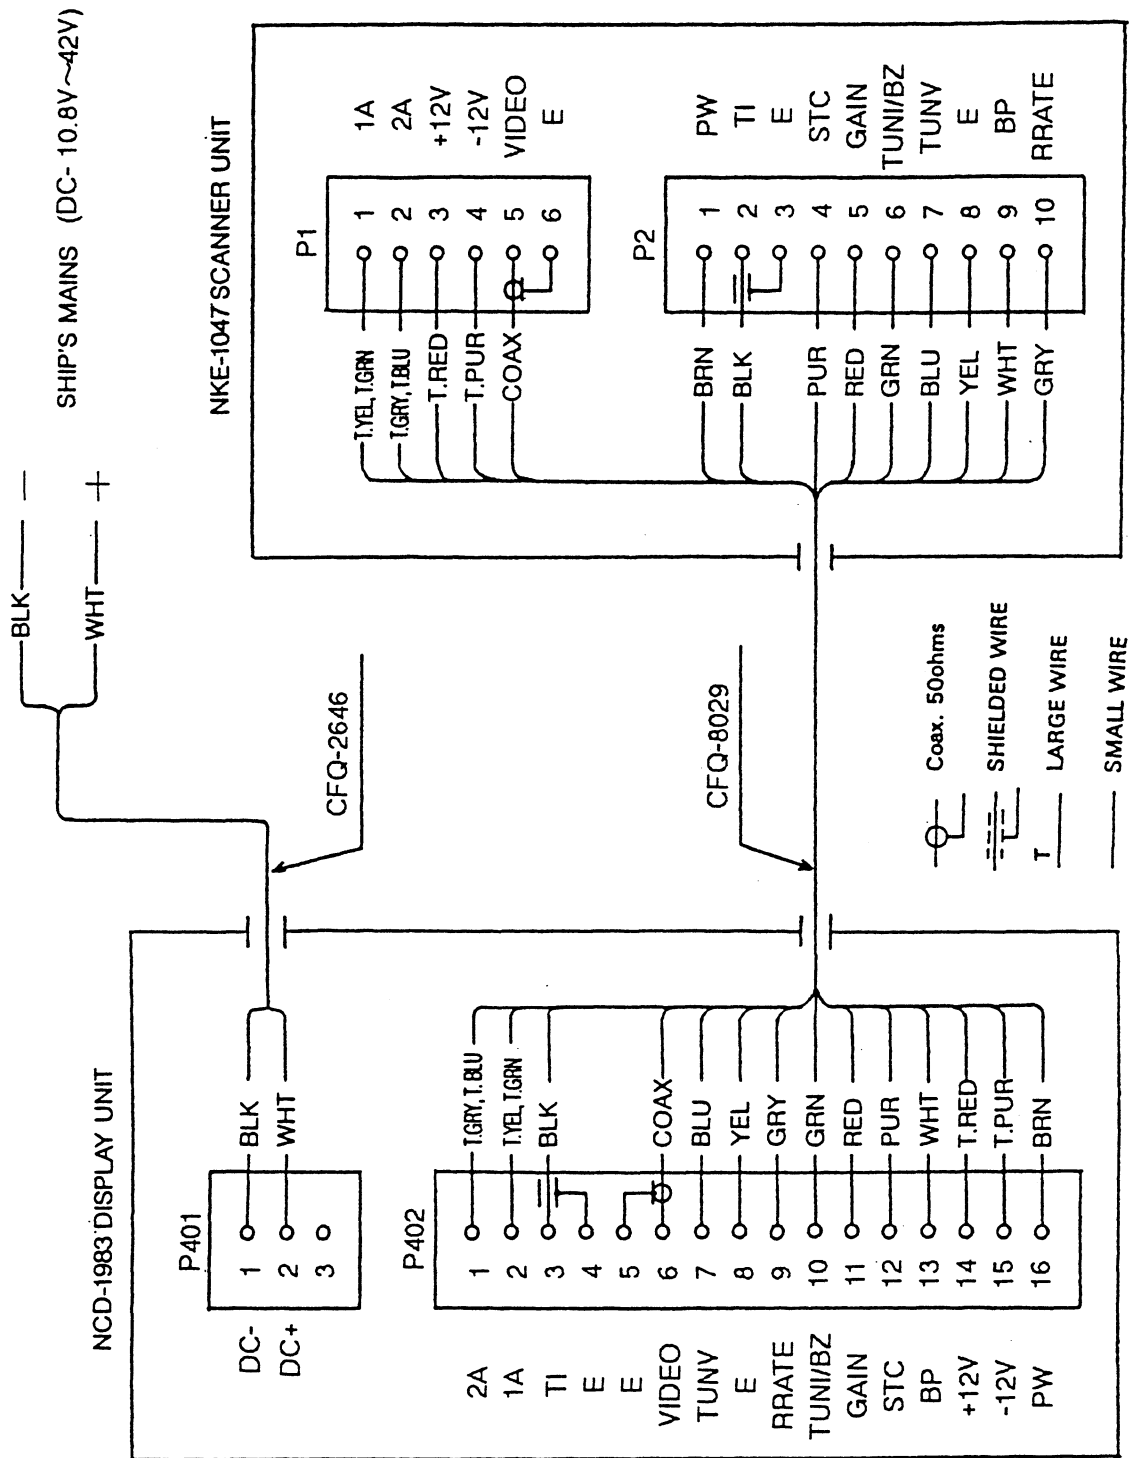 SHIP'S MAINS (DC- 10.8V~42V)
BLK —
WHT +
NKE-1047 SCANNER UNIT
P1
T.YEL,T.GRN 1 1A
T.GRY,T.BLU 2 2A
T.RED 3 +12V
T.PUR 4 -12V
COAX 5 VIDEO
6 E
P2
BRN 1 PW
BLK 2 TI
3 E
PUR 4 STC
RED 5 GAIN
GRN 6 TUNI/BZ
BLU 7 TUNV
YEL 8 E
WHT 9 BP
GRY 10 RRATE
CFQ-2646
CFQ-8029
Coax. 50ohms
SHIELDED WIRE
T LARGE WIRE
SMALL WIRE
NCD-1983 DISPLAY UNIT
P401
DC- 1 BLK
DC+ 2 WHT
3
P402
2A 1 T.GRY, T.BLU
1A 2 T.YEL, T.GRN
TI 3 BLK
E 4
E 5
VIDEO 6 COAX
TUNV 7 BLU
E 8 YEL
RRATE 9 GRY
TUNI/BZ 10 GRN
GAIN 11 RED
STC 12 PUR
BP 13 WHT
+12V 14 T.RED
-12V 15 T.PUR
PW 16 BRN